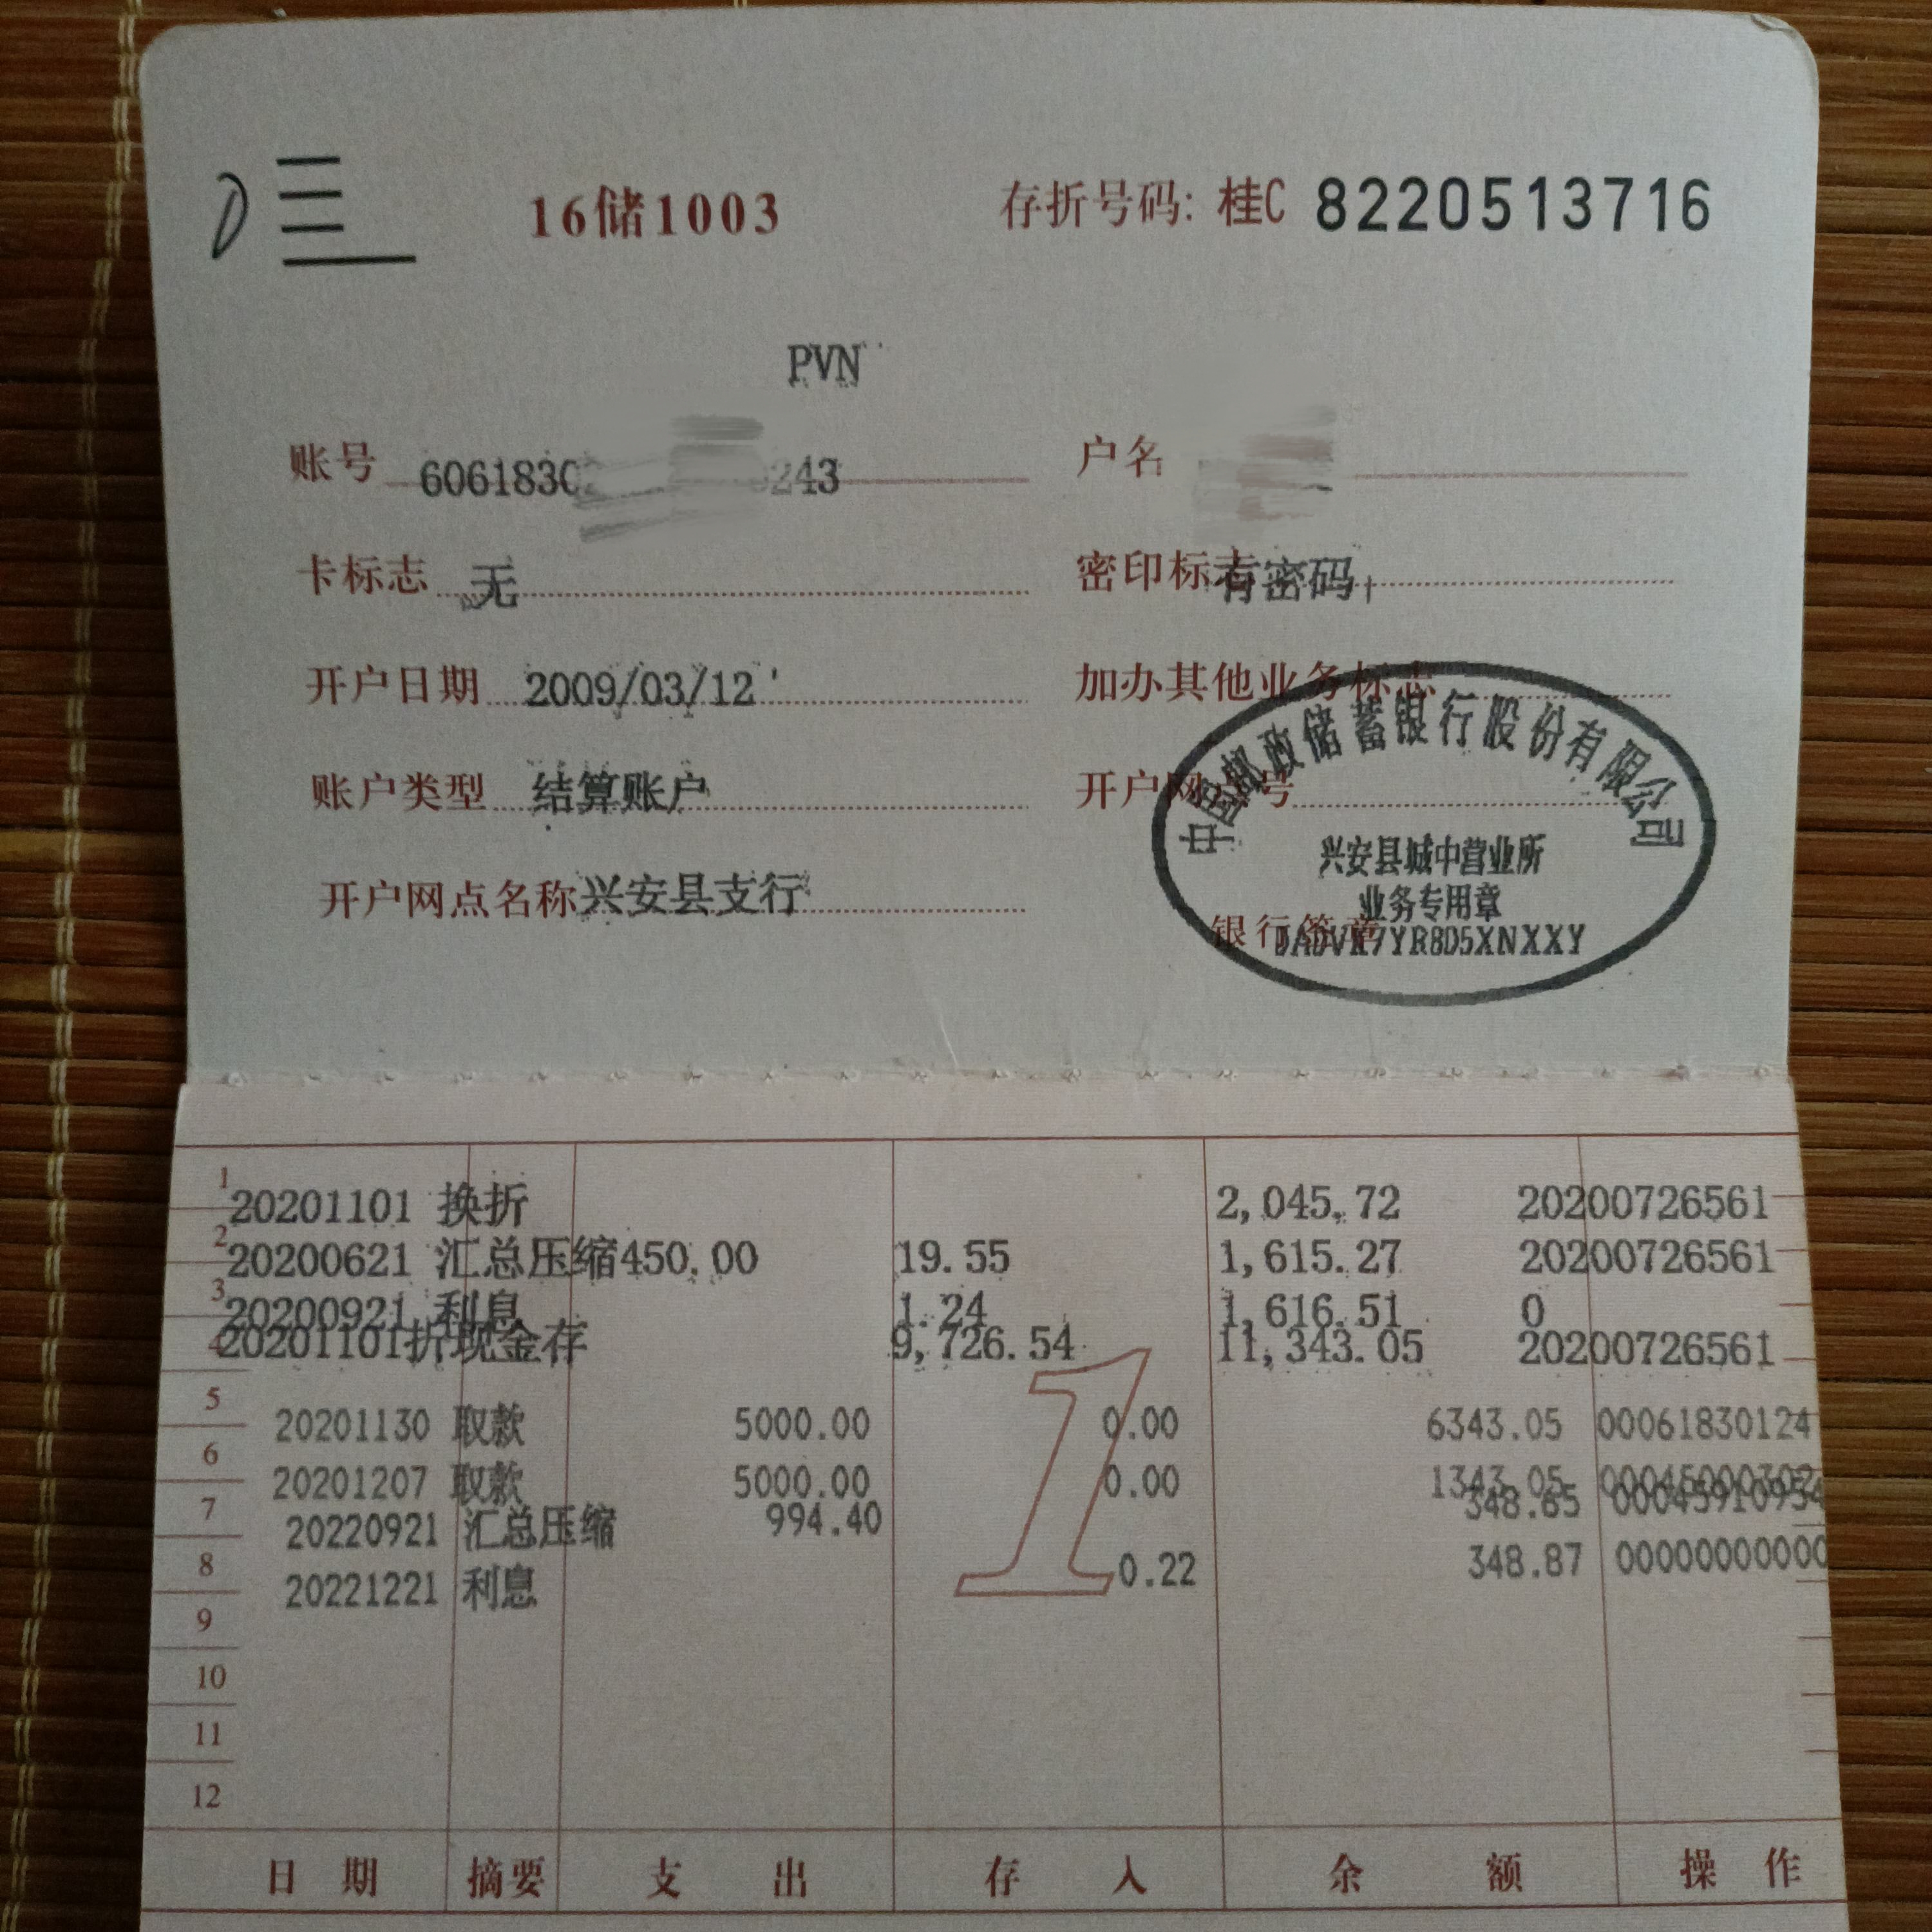 16储1003 存折号码: 桂C 8220513716
PVN
账号 6061830 243 户名
卡标志 无 密印标志 有密码
开户日期 2009/03/12 加办其他业务标志
账户类型 结算账户 开户网点号
开户网点名称 兴安县支行
中国邮政储蓄银行股份有限公司
兴安县城中营业所
业务专用章
银行签章
1 20201101 换折 2,045.72 20200726561
2 20200621 汇总压缩 450.00 19.55 1,615.27 20200726561
3 20200921 利息 1.24 1,616.51 0
4 20201101 折现金存 9,726.54 11,343.05 20200726561
5 20201130 取款 5000.00 0.00 6343.05 00061830124
6 20201207 取款 5000.00 0.00 1343.05
7 20220921 汇总压缩 994.40 348.65
8 20221221 利息 0.22 348.87 00000000000
9
10
11
12
1
日期 摘要 支出 存入 余额 操作